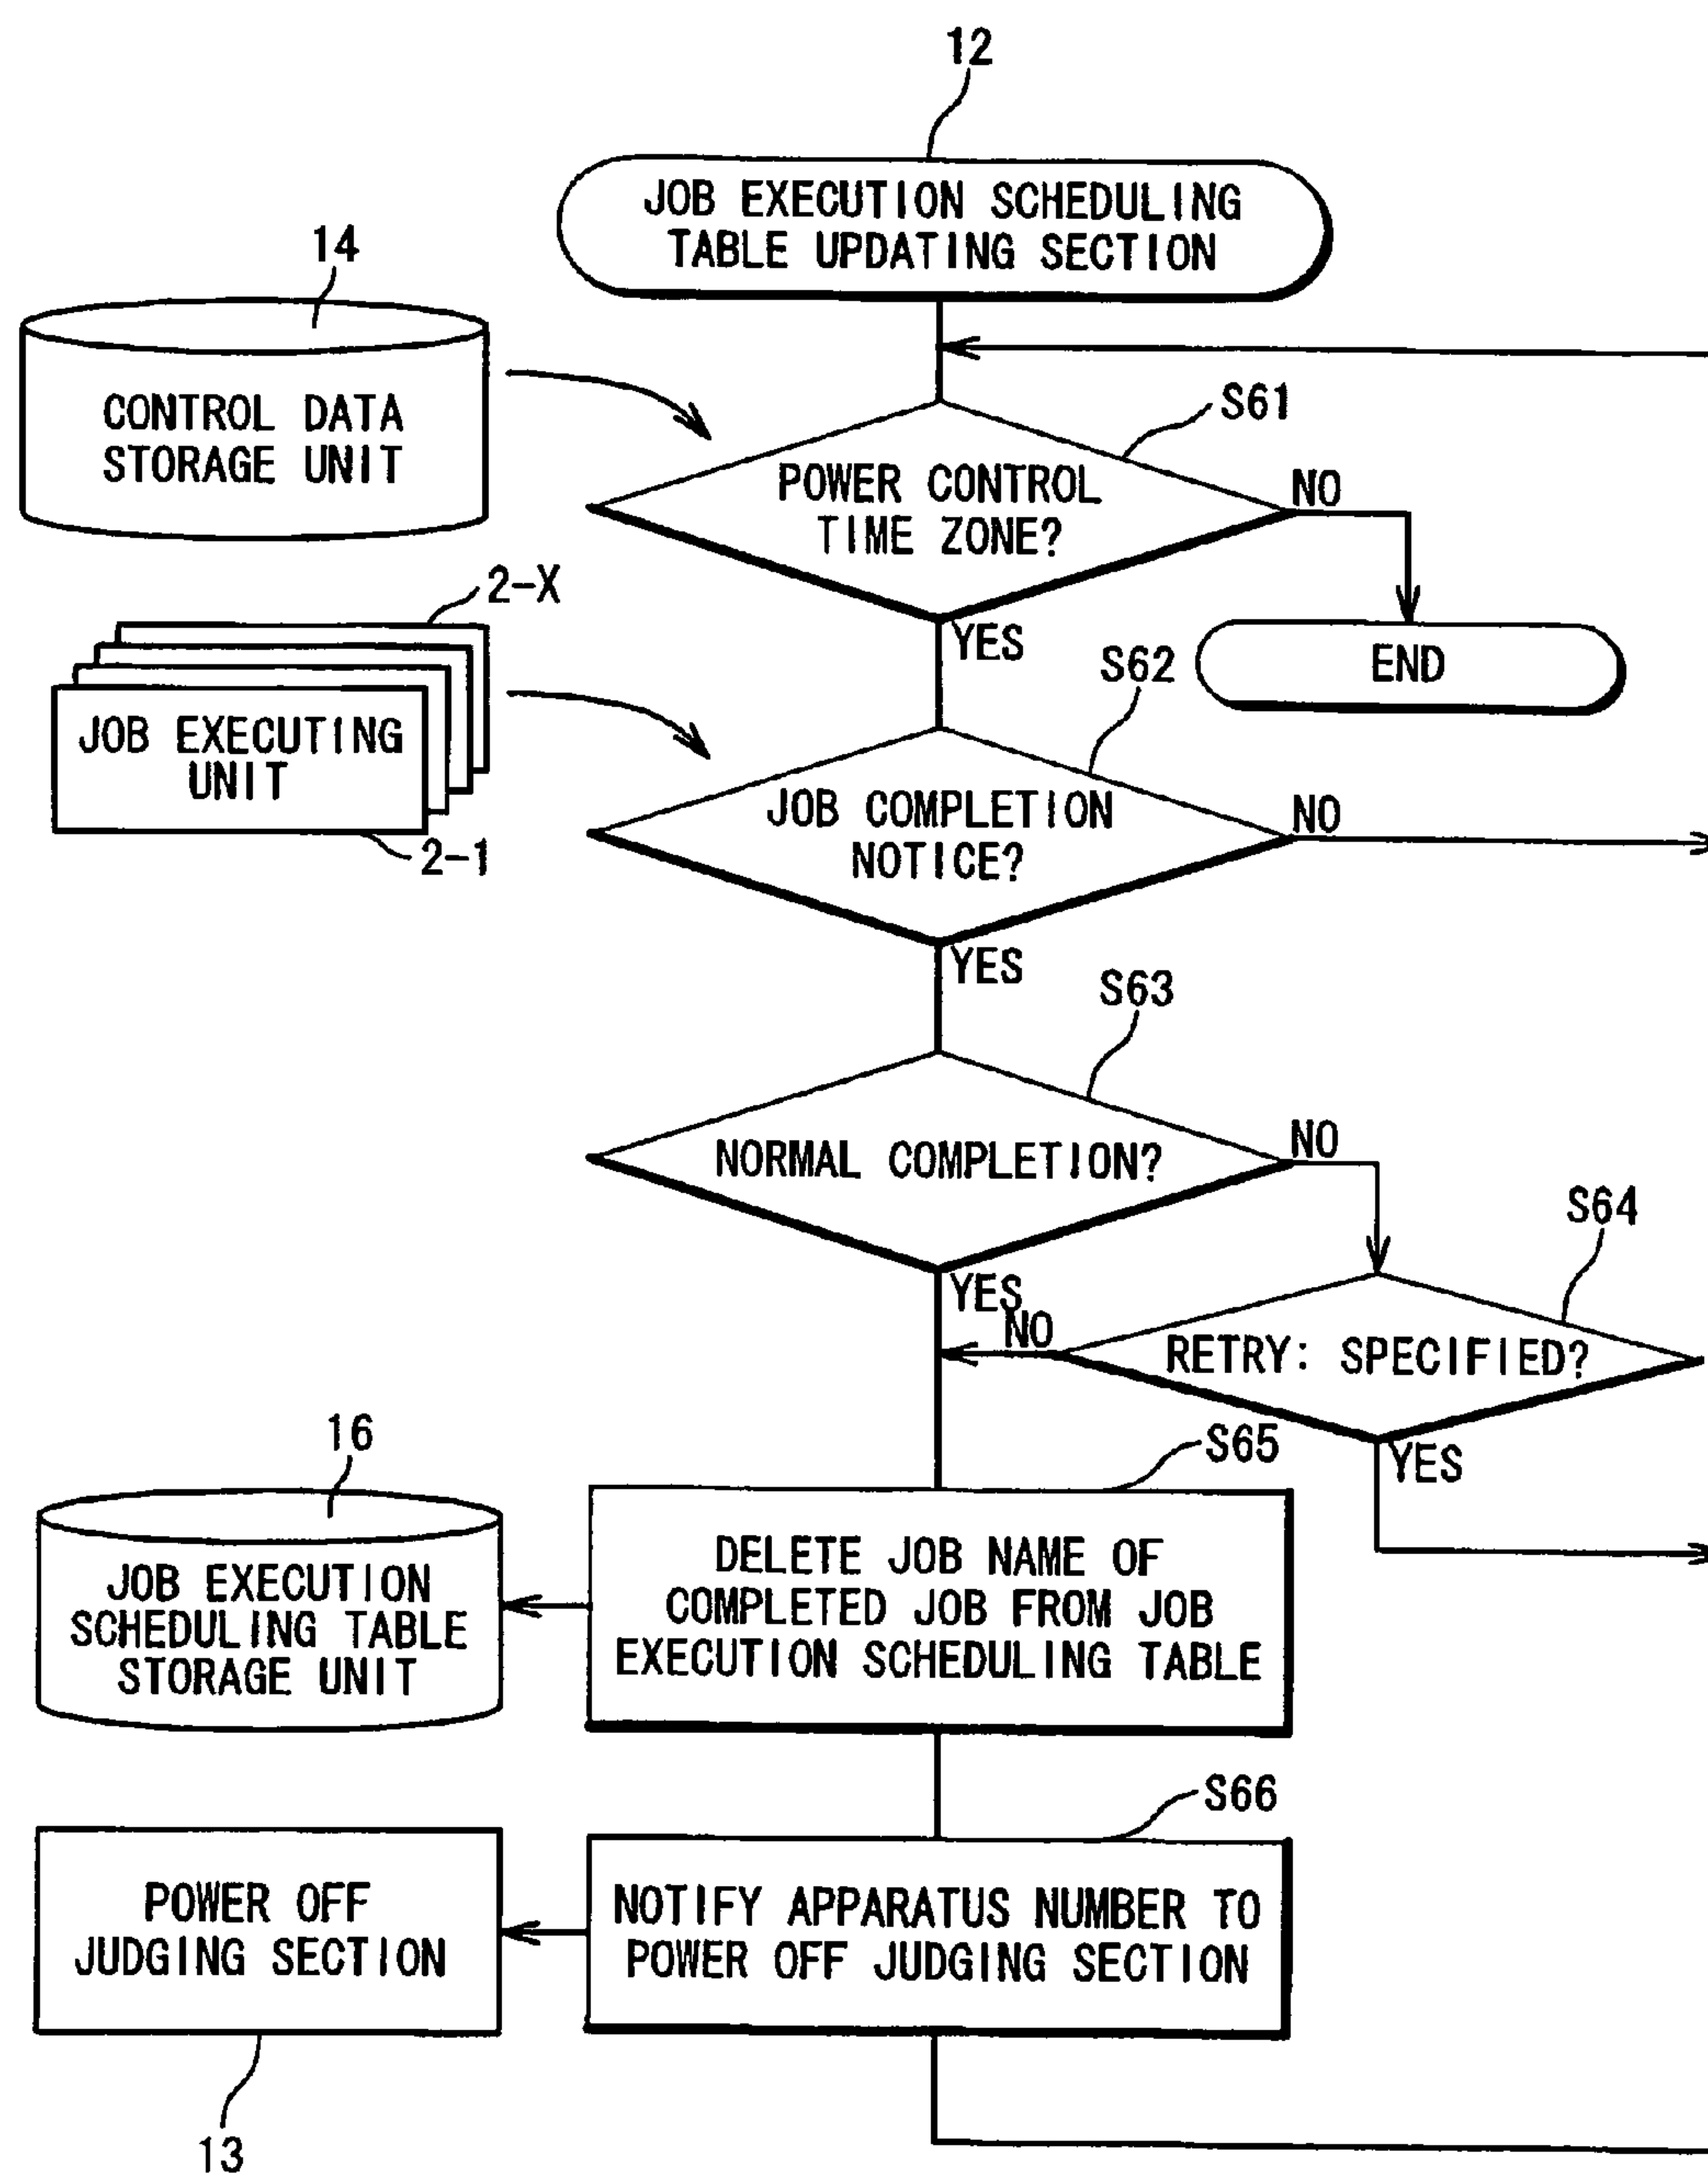 12
JOB EXECUTION SCHEDULING
TABLE UPDATING SECTION
14
CONTROL DATA
STORAGE UNIT
S61
POWER CONTROL
TIME ZONE?
NO
YES
END
2-X
JOB EXECUTING
UNIT
2-1
S62
JOB COMPLETION
NOTICE?
NO
YES
S63
NORMAL COMPLETION?
NO
YES
S64
RETRY: SPECIFIED?
NO
YES
16
JOB EXECUTION
SCHEDULING TABLE
STORAGE UNIT
S65
DELETE JOB NAME OF
COMPLETED JOB FROM JOB
EXECUTION SCHEDULING TABLE
S66
NOTIFY APPARATUS NUMBER TO
POWER OFF JUDGING SECTION
POWER OFF
JUDGING SECTION
13